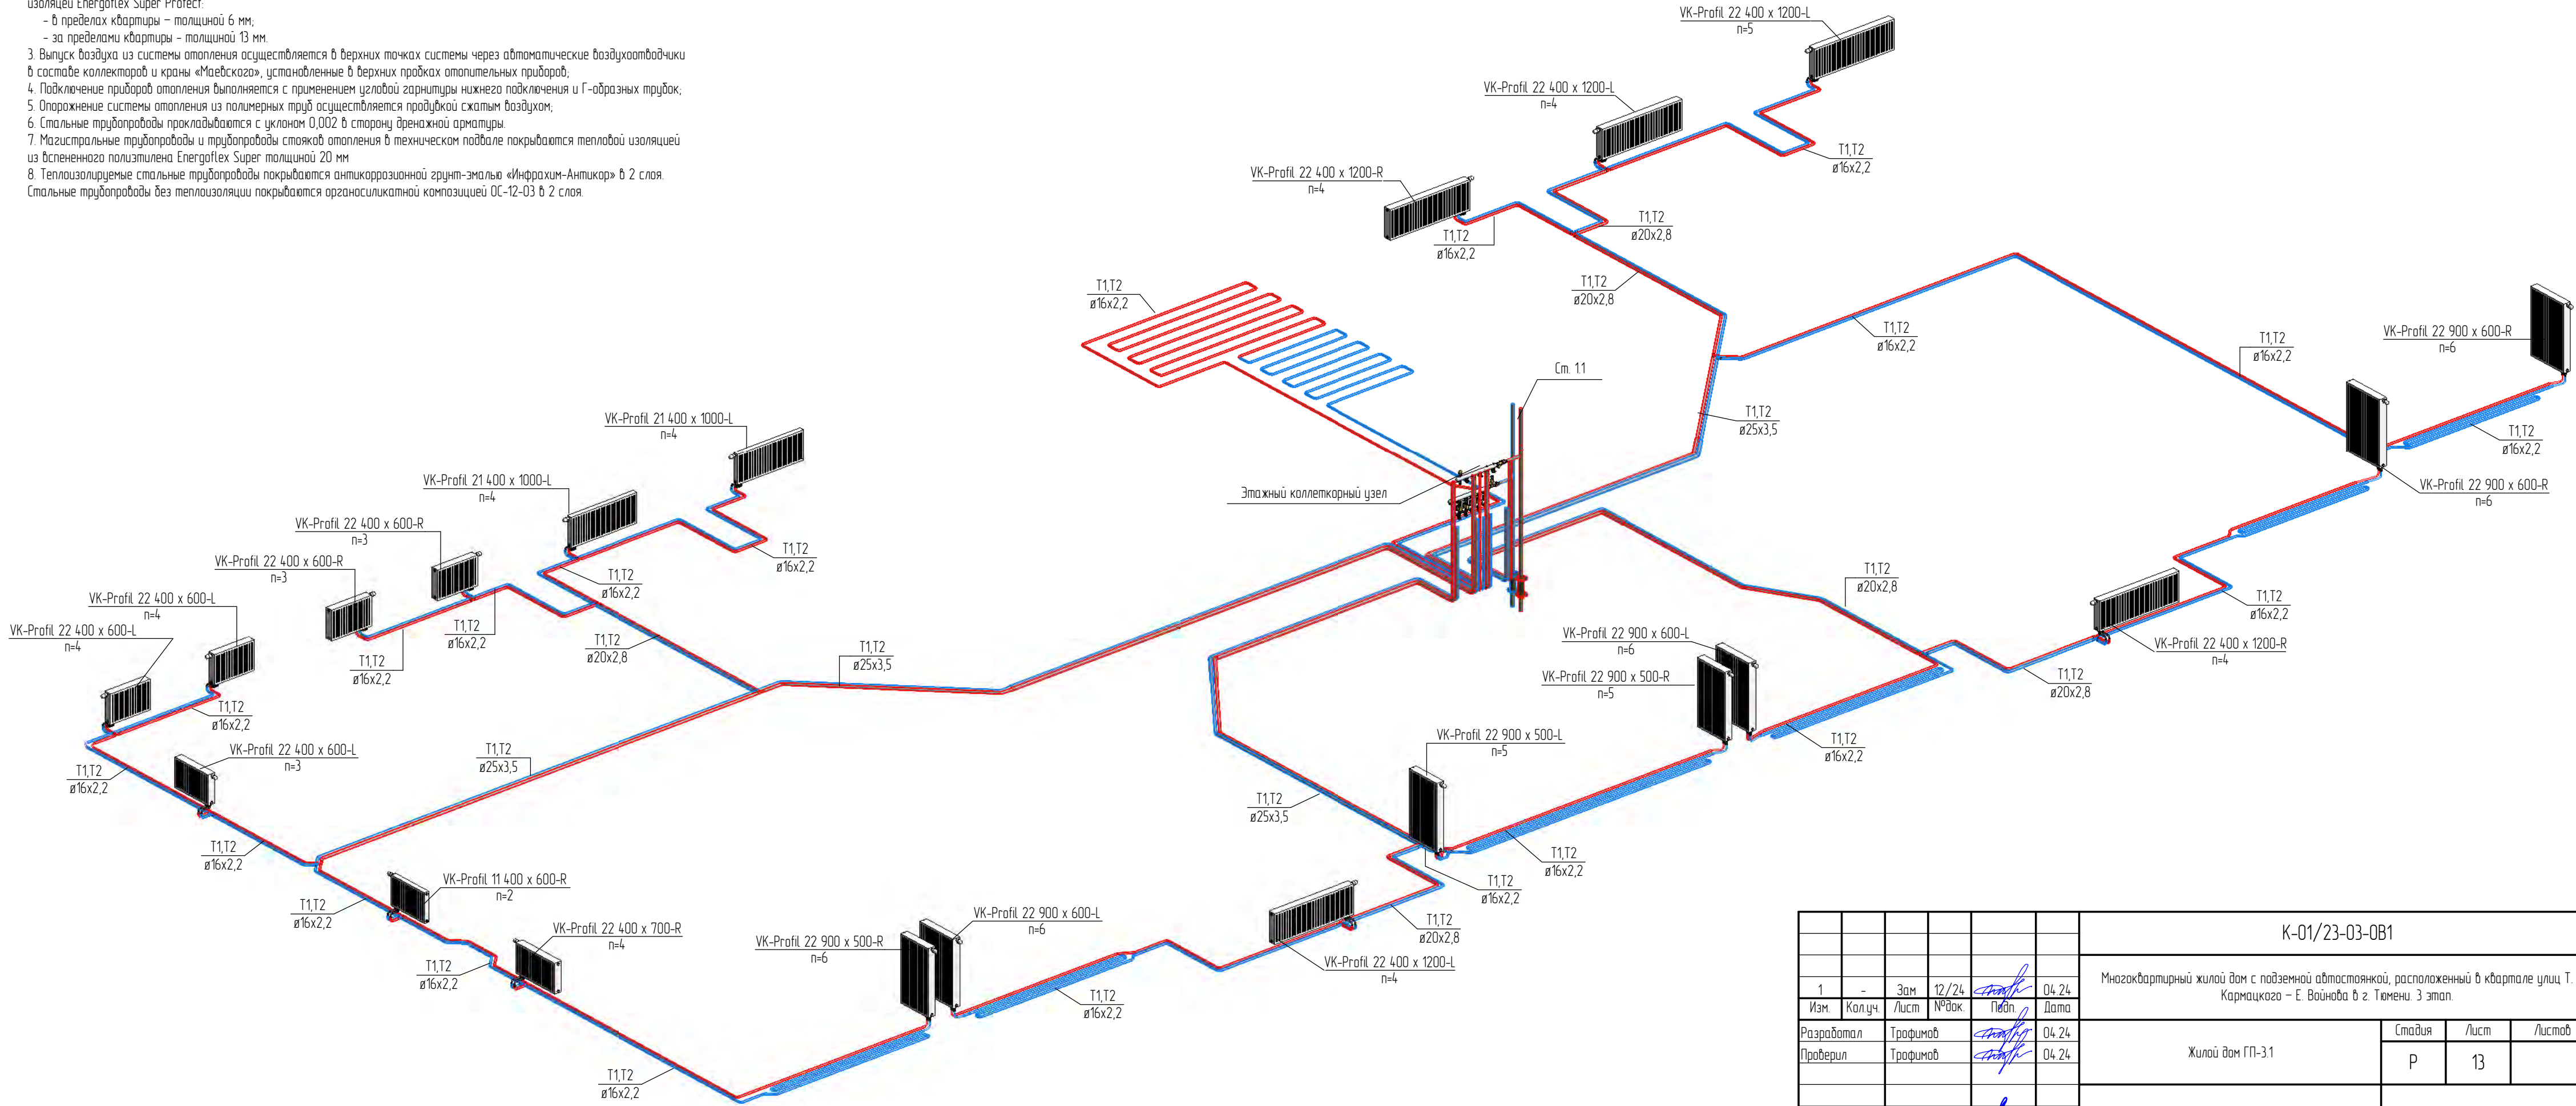 изоляцей Energoflex Super Protect:
- в пределах квартиры – толщиной 6 мм;
- за пределами квартиры - толщиной 13 мм.
3. Выпуск воздуха из системы отопления осуществляется в верхних точках системы через автоматические воздухоотводчики
в составе коллекторов и краны «Маевского», установленные в верхних пробках отопительных приборов;
4. Подключение приборов отопления выполняется с применением угловой гарнитуры нижнего подключения и Г-образных трубок;
5. Опорожнение системы отопления из полимерных труб осуществляется продувкой сжатым воздухом;
6. Стальные трубопроводы прокладываются с уклоном 0,002 в сторону дренажной арматуры.
7. Магистральные трубопроводы и трубопроводы стояков отопления в техническом подвале покрываются тепловой изоляцией
из вспененного полиэтилена Energoflex Super толщиной 20 мм
8. Теплоизолируемые стальные трубопроводы покрываются антикоррозионной грунт-эмалью «Инфрахим-Антикор» в 2 слоя.
Стальные трубопроводы без теплоизоляции покрываются органосиликатной композицией ОС-12-03 в 2 слоя.
VK-Profil 22 400 x 1200-L
n=5
VK-Profil 22 400 x 1200-L
n=4
T1,T2
ø16x2,2
VK-Profil 22 400 x 1200-R
n=4
T1,T2
ø16x2,2
T1,T2
ø20x2,8
T1,T2
ø20x2,8
T1,T2
ø16x2,2
T1,T2
ø16x2,2
T1,T2
ø16x2,2
VK-Profil 22 900 x 600-R
n=6
Ст. 1.1
T1,T2
ø25x3,5
T1,T2
ø16x2,2
VK-Profil 22 900 x 600-R
n=6
Этажный коллеткорный узел
VK-Profil 21 400 x 1000-L
n=4
VK-Profil 21 400 x 1000-L
n=4
VK-Profil 22 400 x 600-R
n=3
VK-Profil 22 400 x 600-R
n=3
VK-Profil 22 400 x 600-L
n=4
VK-Profil 22 400 x 600-L
n=4
T1,T2
ø16x2,2
T1,T2
ø16x2,2
T1,T2
ø16x2,2
T1,T2
ø16x2,2
T1,T2
ø20x2,8
T1,T2
ø25x3,5
T1,T2
ø20x2,8
T1,T2
ø16x2,2
VK-Profil 22 400 x 1200-R
n=4
T1,T2
ø20x2,8
VK-Profil 22 900 x 600-L
n=6
VK-Profil 22 900 x 500-R
n=5
T1,T2
ø16x2,2
VK-Profil 22 900 x 500-L
n=5
T1,T2
ø25x3,5
T1,T2
ø16x2,2
T1,T2
ø16x2,2
T1,T2
ø20x2,8
T1,T2
ø16x2,2
VK-Profil 22 400 x 600-L
n=3
T1,T2
ø16x2,2
T1,T2
ø25x3,5
T1,T2
ø16x2,2
VK-Profil 11 400 x 600-R
n=2
T1,T2
ø16x2,2
VK-Profil 22 400 x 700-R
n=4
T1,T2
ø16x2,2
VK-Profil 22 900 x 600-L
n=6
VK-Profil 22 900 x 500-R
n=6
VK-Profil 22 400 x 1200-L
n=4
T1,T2
ø16x2,2
T1,T2
ø16x2,2
К-01/23-03-ОВ1
Многоквартирный жилой дом с подземной автостоянкой, расположенный в квартале улиц Т.
Кармацкого – Е. Войнова в г. Тюмени. 3 этап.
1 - Зам 12/24 04.24
Изм. Кол.уч. Лист №док. Подп. Дата
Разработал Трофимов 04.24
Проверил Трофимов 04.24
Жилой дом ГП-3.1
Стадия Лист Листов
Р 13